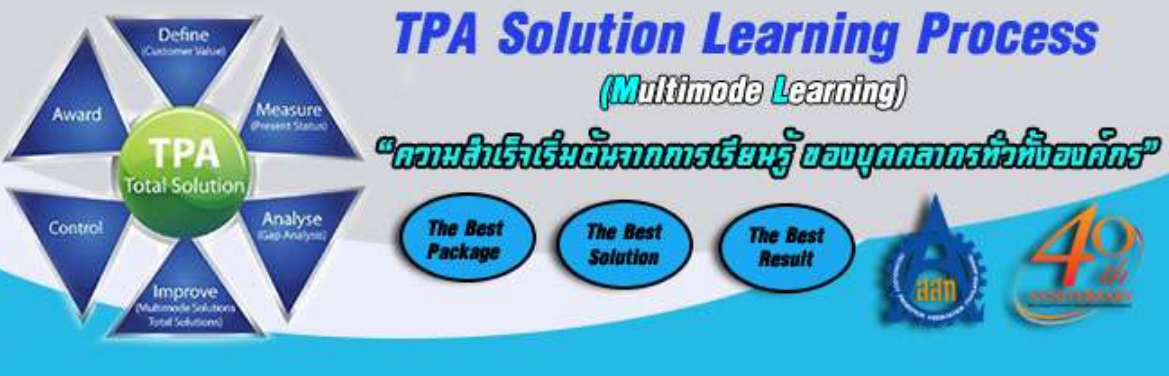 TPA Solution Learning Process
(Multimode Learning)
“ความสำเร็จเริ่มต้นจากการเรียนรู้ ของบุคคลากรทั่วทั้งองค์กร”
Define
(Customer Value)
Measure
(Present Status)
Analyse
(Gap Analysis)
Improve
(Multimode Solutions
Total Solutions)
Control
Award
TPA
Total Solution
The Best
Package
The Best
Solution
The Best
Result
สสท
40th
ANNIVERSARY